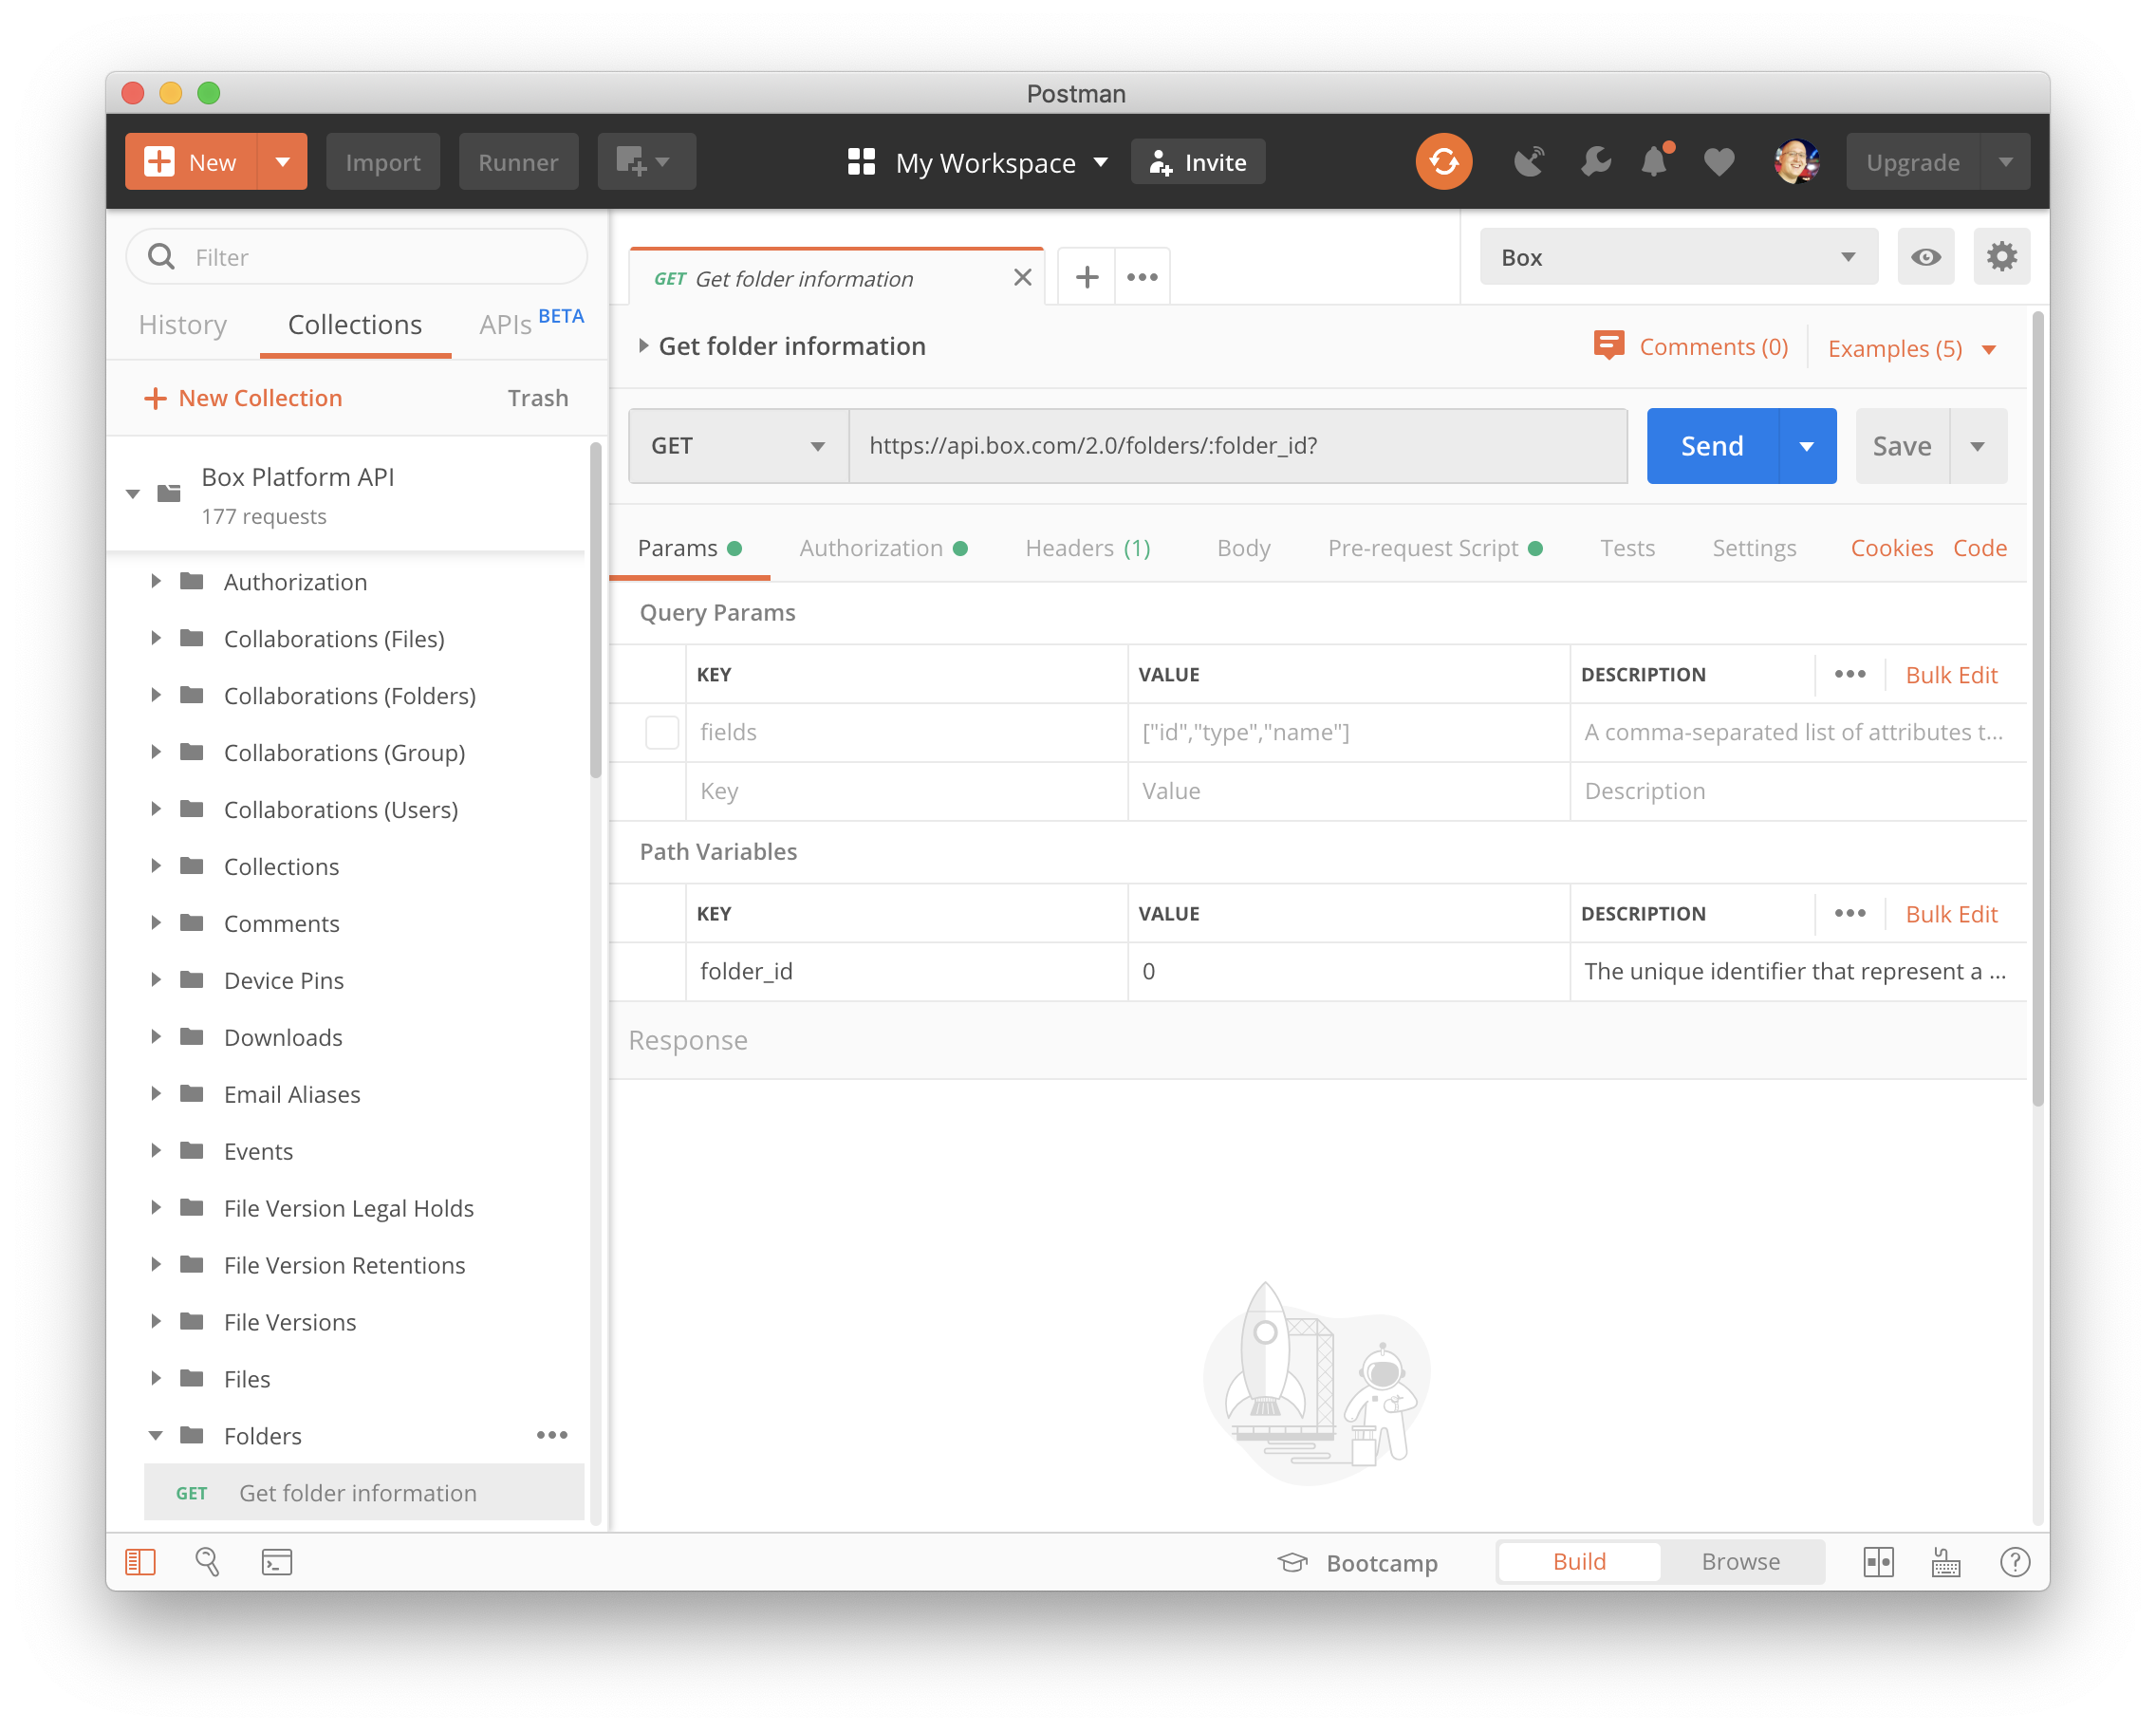 Postman
New
Import
Runner
My Workspace
Invite
Upgrade
Filter
History
Collections
APIs BETA
New Collection
Trash
Box Platform API
177 requests
Authorization
Collaborations (Files)
Collaborations (Folders)
Collaborations (Group)
Collaborations (Users)
Collections
Comments
Device Pins
Downloads
Email Aliases
Events
File Version Legal Holds
File Version Retentions
File Versions
Files
Folders
GET Get folder information
GET Get folder information
Box
Get folder information
Comments (0)
Examples (5)
GET
https://api.box.com/2.0/folders/:folder_id?
Send
Save
Params
Authorization
Headers (1)
Body
Pre-request Script
Tests
Settings
Cookies
Code
Query Params
KEY VALUE DESCRIPTION Bulk Edit
fields ["id","type","name"] A comma-separated list of attributes t...
Key Value Description
Path Variables
KEY VALUE DESCRIPTION Bulk Edit
folder_id 0 The unique identifier that represent a ...
Response
Bootcamp
Build
Browse